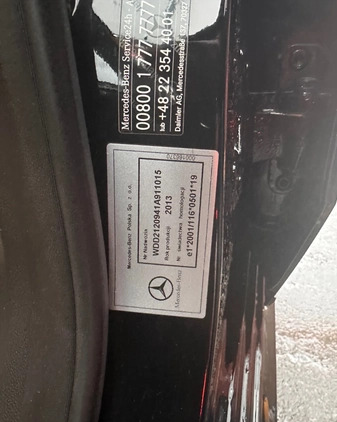 Mercedes-Benz Service24h
00800 1 777 7777
lub +48 22 354 40 01
Daimler AG, Mercedesstraße
Mercedes-Benz Polska Sp. z o.o.
Nr Nadwozia
WDD2120941A911015
Rok produkcji 2013
Nr świadectwa homologacji
e1*2001/116*0501*19
Mercedes-Benz